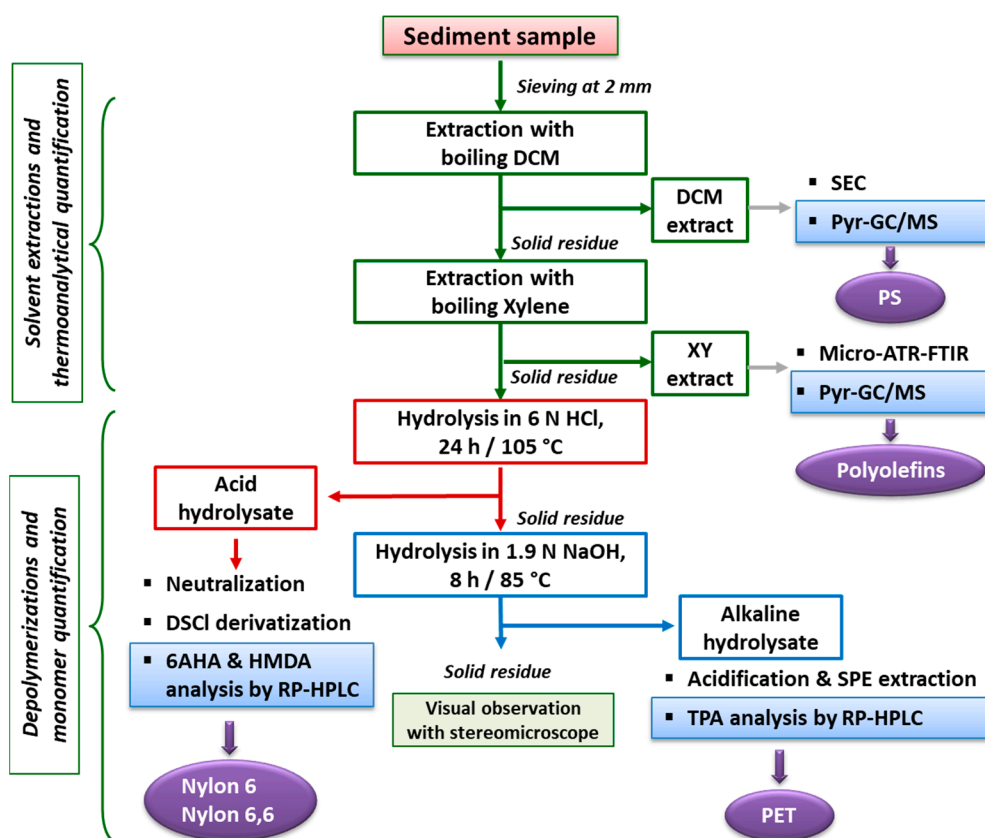 Sediment sample
Sieving at 2 mm
Solvent extractions and
thermoanalytical quantification
Extraction with
boiling DCM
DCM
extract
▪ SEC
▪ Pyr-GC/MS
PS
Solid residue
Extraction with
boiling Xylene
XY
extract
▪ Micro-ATR-FTIR
▪ Pyr-GC/MS
Polyolefins
Solid residue
Depolymerizations and
monomer quantification
Hydrolysis in 6 N HCl,
24 h / 105 °C
Acid
hydrolysate
Solid residue
▪ Neutralization
▪ DSCl derivatization
▪ 6AHA & HMDA
analysis by RP-HPLC
Nylon 6
Nylon 6,6
Hydrolysis in 1.9 N NaOH,
8 h / 85 °C
Alkaline
hydrolysate
Solid residue
Visual observation
with stereomicroscope
▪ Acidification & SPE extraction
▪ TPA analysis by RP-HPLC
PET